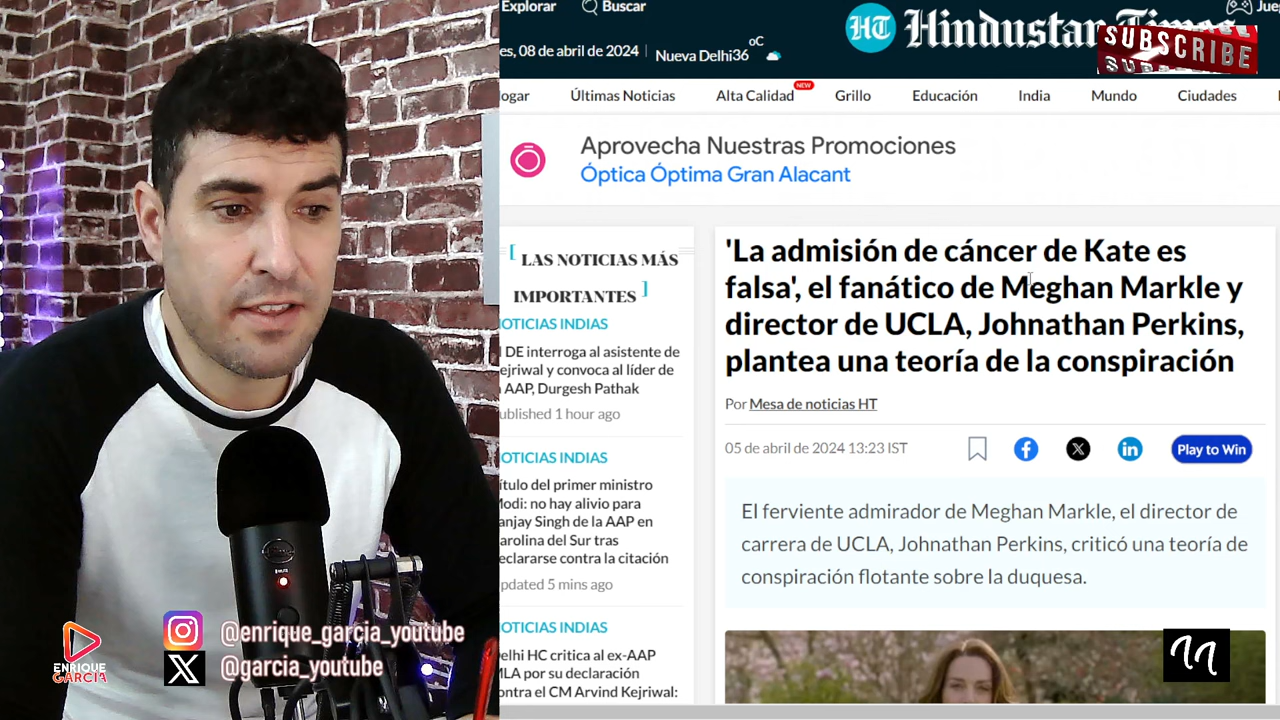 Explorar
Buscar
Jue
es, 08 de abril de 2024
Nueva Delhi36
oC
HT
Hindustan Times
SUBSCRIBE
SUBS
ogar
Últimas Noticias
Alta Calidad
NEW
Grillo
Educación
India
Mundo
Ciudades
Aprovecha Nuestras Promociones
Óptica Óptima Gran Alacant
[ LAS NOTICIAS MÁS
IMPORTANTES ]
OTICIAS INDIAS
l DE interroga al asistente de
ejriwal y convoca al líder de
AAP, Durgesh Pathak
ublished 1 hour ago
OTICIAS INDIAS
ítulo del primer ministro
Modi: no hay alivio para
anjay Singh de la AAP en
arolina del Sur tras
eclararse contra la citación
pdated 5 mins ago
OTICIAS INDIAS
elhi HC critica al ex-AAP
MLA por su declaración
ontra el CM Arvind Kejriwal:
'La admisión de cáncer de Kate es
falsa', el fanático de Meghan Markle y
director de UCLA, Johnathan Perkins,
plantea una teoría de la conspiración
Por Mesa de noticias HT
05 de abril de 2024 13:23 IST
Play to Win
El ferviente admirador de Meghan Markle, el director de
carrera de UCLA, Johnathan Perkins, criticó una teoría de
conspiración flotante sobre la duquesa.
ENRIQUE
GARCIA
@enrique_garcia_youtube
@garcia_youtube